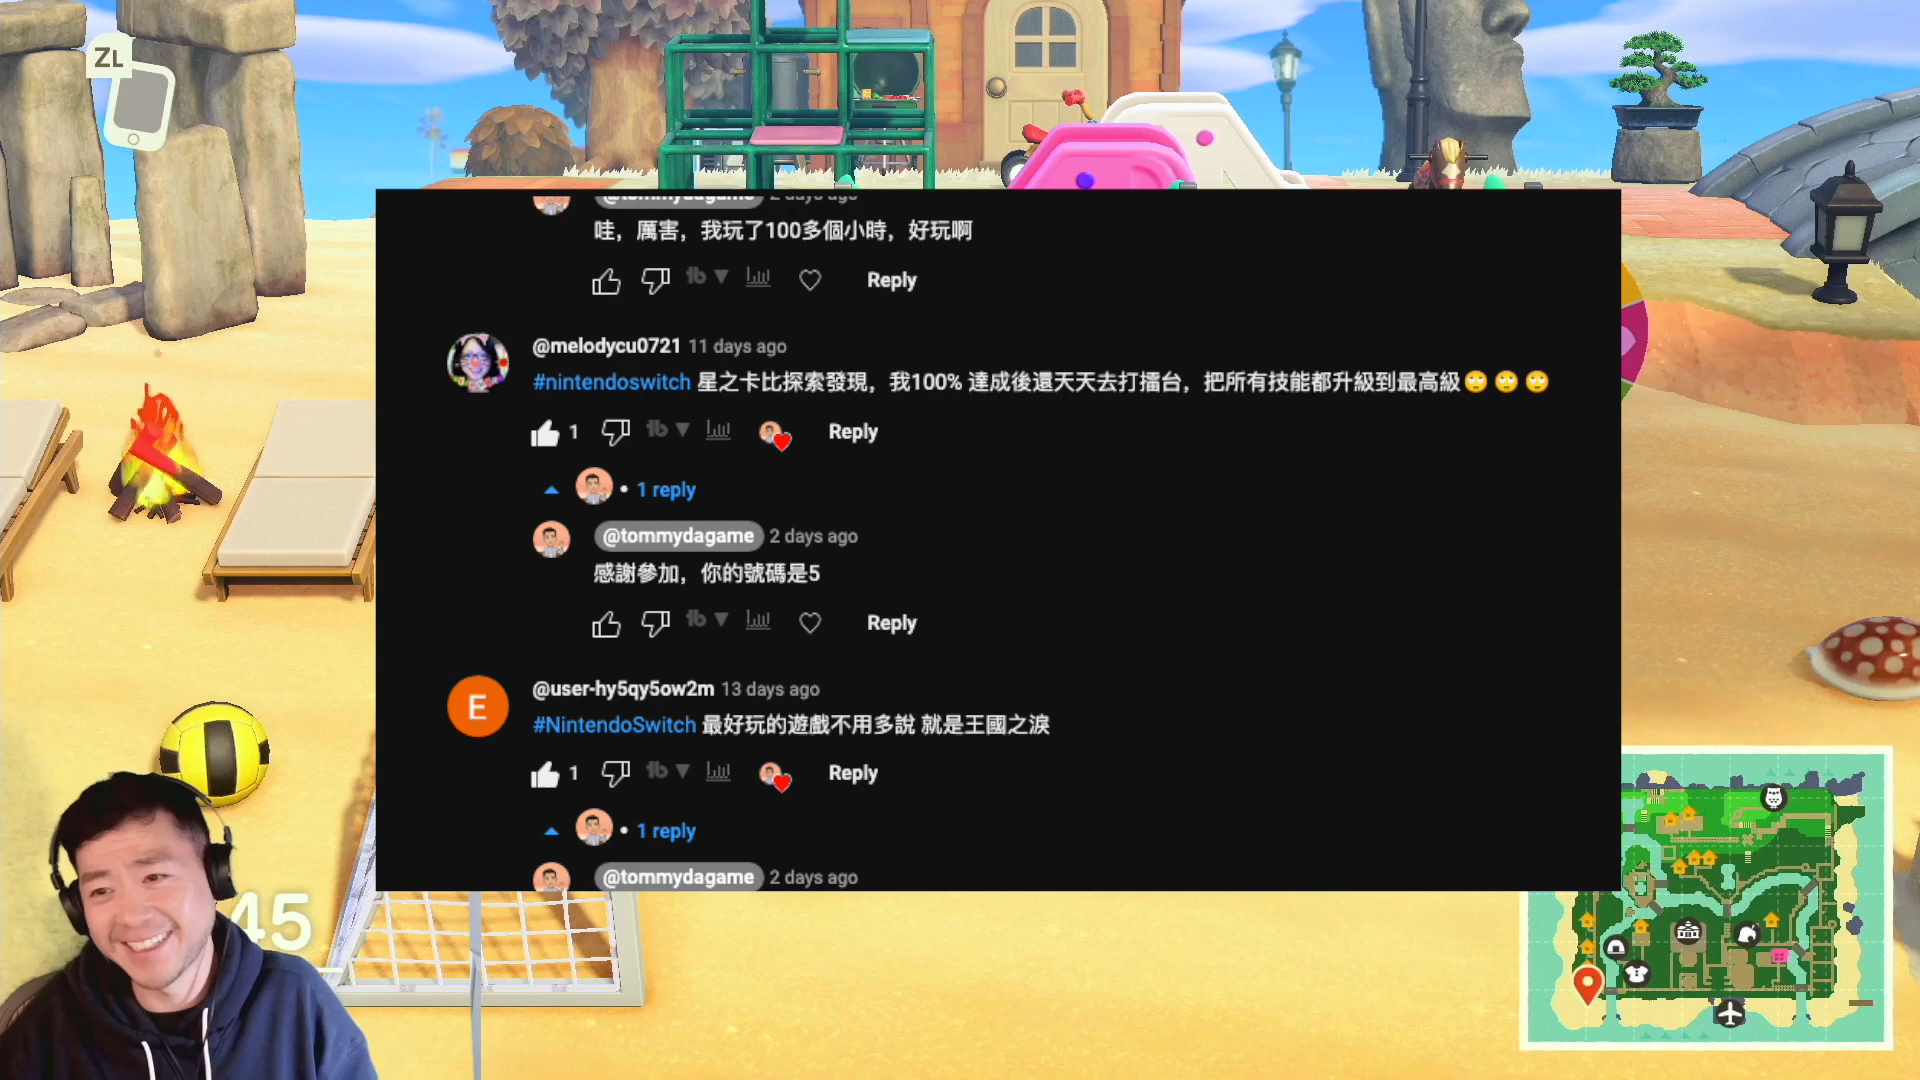 ZL
@tommydagame 2 days ago
哇，厲害，我玩了100多個小時，好玩啊
Reply
@melodycu0721 11 days ago
#nintendoswitch 星之卡比探索發現，我100% 達成後還天天去打擂台，把所有技能都升級到最高級🙄🙄🙄
1 Reply
• 1 reply
@tommydagame 2 days ago
感謝參加，你的號碼是5
Reply
E
@user-hy5qy5ow2m 13 days ago
#NintendoSwitch 最好玩的遊戲不用多說 就是王國之淚
1 Reply
• 1 reply
@tommydagame 2 days ago
45